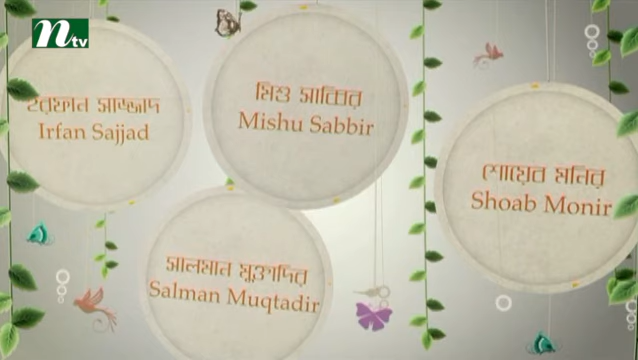 ntv
ইরফান সাজ্জাদ
Irfan Sajjad
মিশু সাব্বির
Mishu Sabbir
শোয়েব মনির
Shoab Monir
সালমান মুক্তাদির
Salman Muqtadir